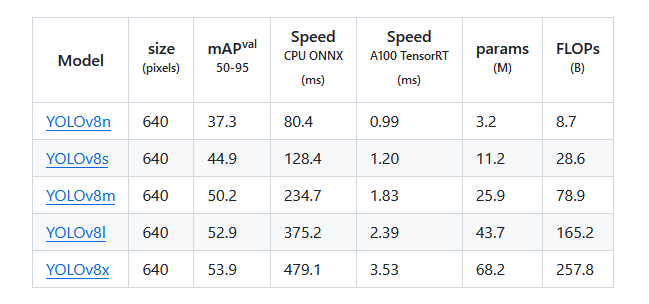 Model size (pixels) mAPval 50-95 Speed CPU ONNX (ms) Speed A100 TensorRT (ms) params (M) FLOPs (B)
YOLOv8n 640 37.3 80.4 0.99 3.2 8.7
YOLOv8s 640 44.9 128.4 1.20 11.2 28.6
YOLOv8m 640 50.2 234.7 1.83 25.9 78.9
YOLOv8l 640 52.9 375.2 2.39 43.7 165.2
YOLOv8x 640 53.9 479.1 3.53 68.2 257.8